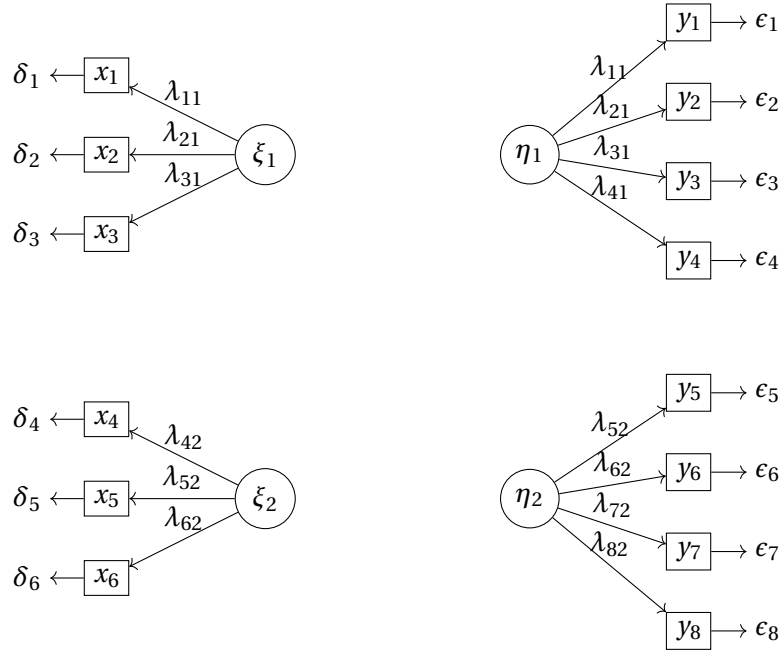 δ₁ x₁ λ₁₁
δ₂ x₂ λ₂₁ ξ₁
δ₃ x₃ λ₃₁
λ₁₁ y₁ ϵ₁
η₁ λ₂₁ y₂ ϵ₂
λ₃₁ y₃ ϵ₃
λ₄₁ y₄ ϵ₄
δ₄ x₄ λ₄₂
δ₅ x₅ λ₅₂ ξ₂
δ₆ x₆ λ₆₂
λ₅₂ y₅ ϵ₅
η₂ λ₆₂ y₆ ϵ₆
λ₇₂ y₇ ϵ₇
λ₈₂ y₈ ϵ₈